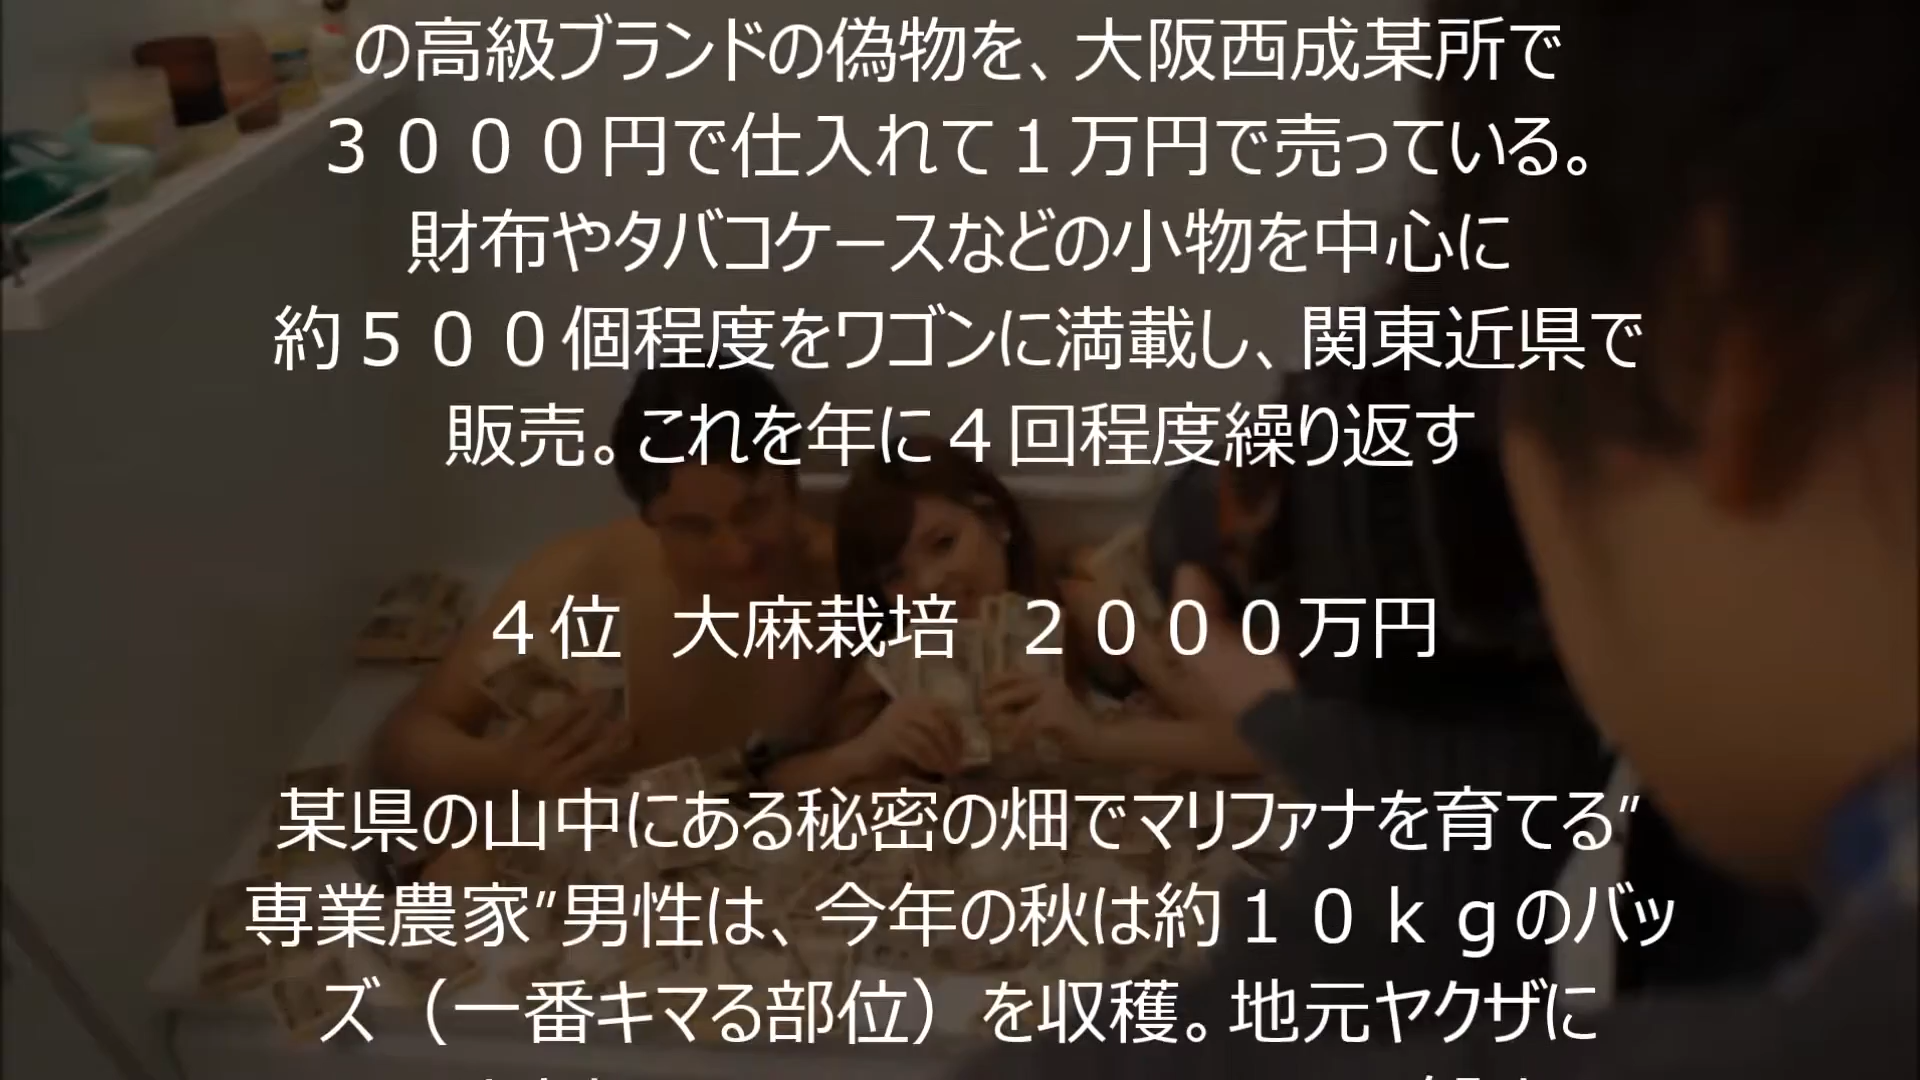 の高級ブランドの偽物を、大阪西成某所で
３０００円で仕入れて１万円で売っている。
財布やタバコケースなどの小物を中心に
約５００個程度をワゴンに満載し、関東近県で
販売。これを年に４回程度繰り返す
４位　大麻栽培　２０００万円
某県の山中にある秘密の畑でマリファナを育てる”
専業農家”男性は、今年の秋は約１０ｋｇのバッ
ズ（一番キマる部位）を収穫。地元ヤクザに